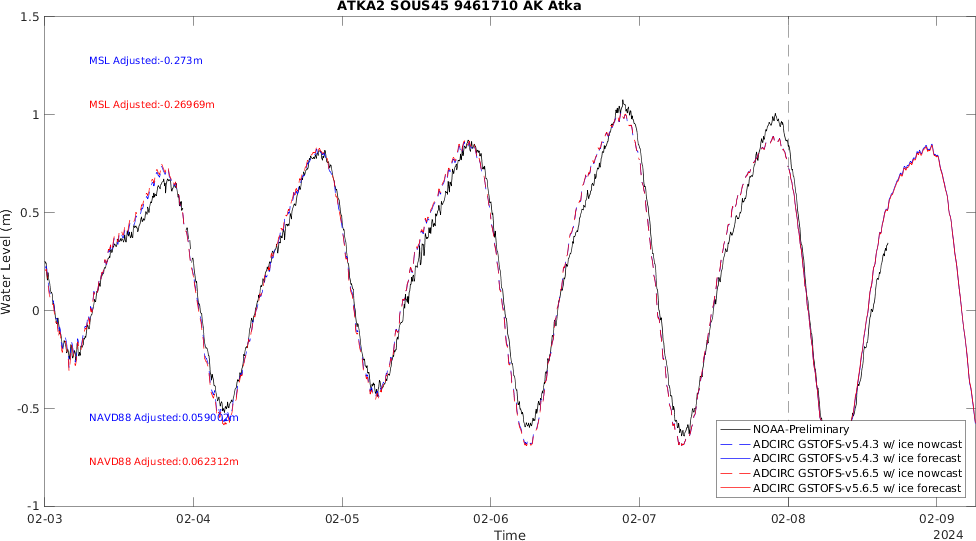 ATKA2 SOUS45 9461710 AK Atka
1.5
MSL Adjusted:-0.273m
MSL Adjusted:-0.26969m
1
0.5
Water Level (m)
0
-0.5
NAVD88 Adjusted:0.059002m
NOAA-Preliminary
ADCIRC GSTOFS-v5.4.3 w/ ice nowcast
ADCIRC GSTOFS-v5.4.3 w/ ice forecast
NAVD88 Adjusted:0.062312m
ADCIRC GSTOFS-v5.6.5 w/ ice nowcast
ADCIRC GSTOFS-v5.6.5 w/ ice forecast
-1
02-03 02-04 02-05 02-06 02-07 02-08 02-09
Time
2024